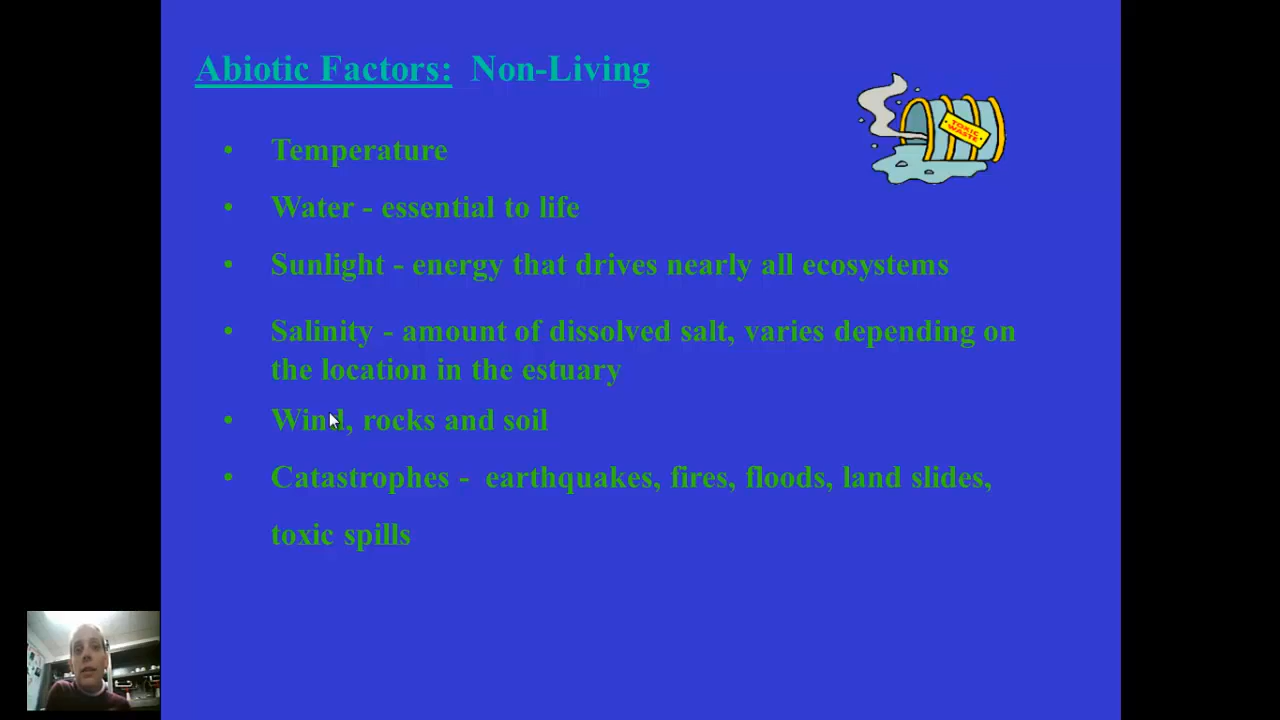 Abiotic Factors: Non-Living
TOXIC
WASTE
• Temperature
• Water - essential to life
• Sunlight - energy that drives nearly all ecosystems
• Salinity - amount of dissolved salt, varies depending on
the location in the estuary
• Wind, rocks and soil
• Catastrophes - earthquakes, fires, floods, land slides,
toxic spills